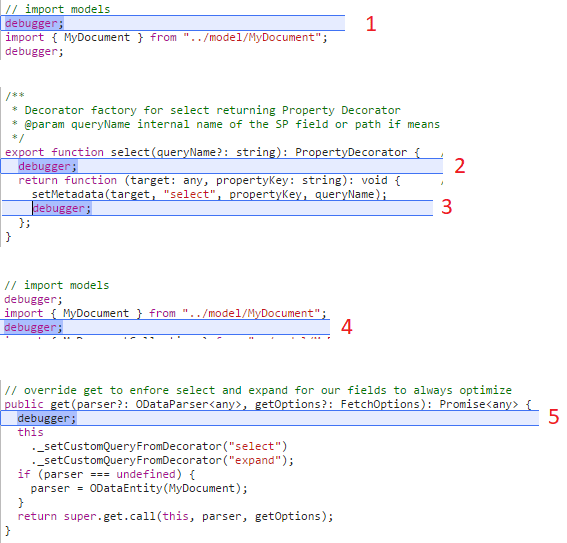 // import models
debugger; 1
import { MyDocument } from "../model/MyDocument";
debugger;
/**
* Decorator factory for select returning Property Decorator
* @param queryName internal name of the SP field or path if means
*/
export function select(queryName?: string): PropertyDecorator {
debugger; 2
return function (target: any, propertyKey: string): void {
setMetadata(target, "select", propertyKey, queryName);
debugger; 3
};
}
// import models
debugger;
import { MyDocument } from "../model/MyDocument";
debugger; 4
// override get to enfore select and expand for our fields to always optimize
public get(parser?: ODataParser<any>, getOptions?: FetchOptions): Promise<any> {
debugger; 5
this
._setCustomQueryFromDecorator("select")
._setCustomQueryFromDecorator("expand");
if (parser === undefined) {
parser = ODataEntity(MyDocument);
}
return super.get.call(this, parser, getOptions);
}